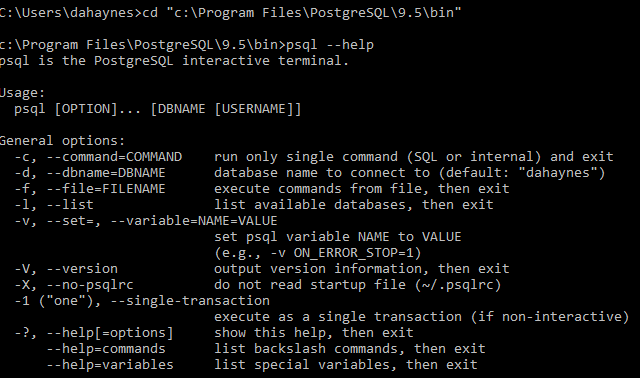 C:\Users\dahaynes>cd "c:\Program Files\PostgreSQL\9.5\bin"
c:\Program Files\PostgreSQL\9.5\bin>psql --help
psql is the PostgreSQL interactive terminal.
Usage:
  psql [OPTION]... [DBNAME [USERNAME]]
General options:
  -c, --command=COMMAND    run only single command (SQL or internal) and exit
  -d, --dbname=DBNAME      database name to connect to (default: "dahaynes")
  -f, --file=FILENAME      execute commands from file, then exit
  -l, --list               list available databases, then exit
  -v, --set=, --variable=NAME=VALUE
                           set psql variable NAME to VALUE
                           (e.g., -v ON_ERROR_STOP=1)
  -V, --version            output version information, then exit
  -X, --no-psqlrc          do not read startup file (~/.psqlrc)
  -1 ("one"), --single-transaction
                           execute as a single transaction (if non-interactive)
  -?, --help[=options]     show this help, then exit
      --help=commands      list backslash commands, then exit
      --help=variables     list special variables, then exit